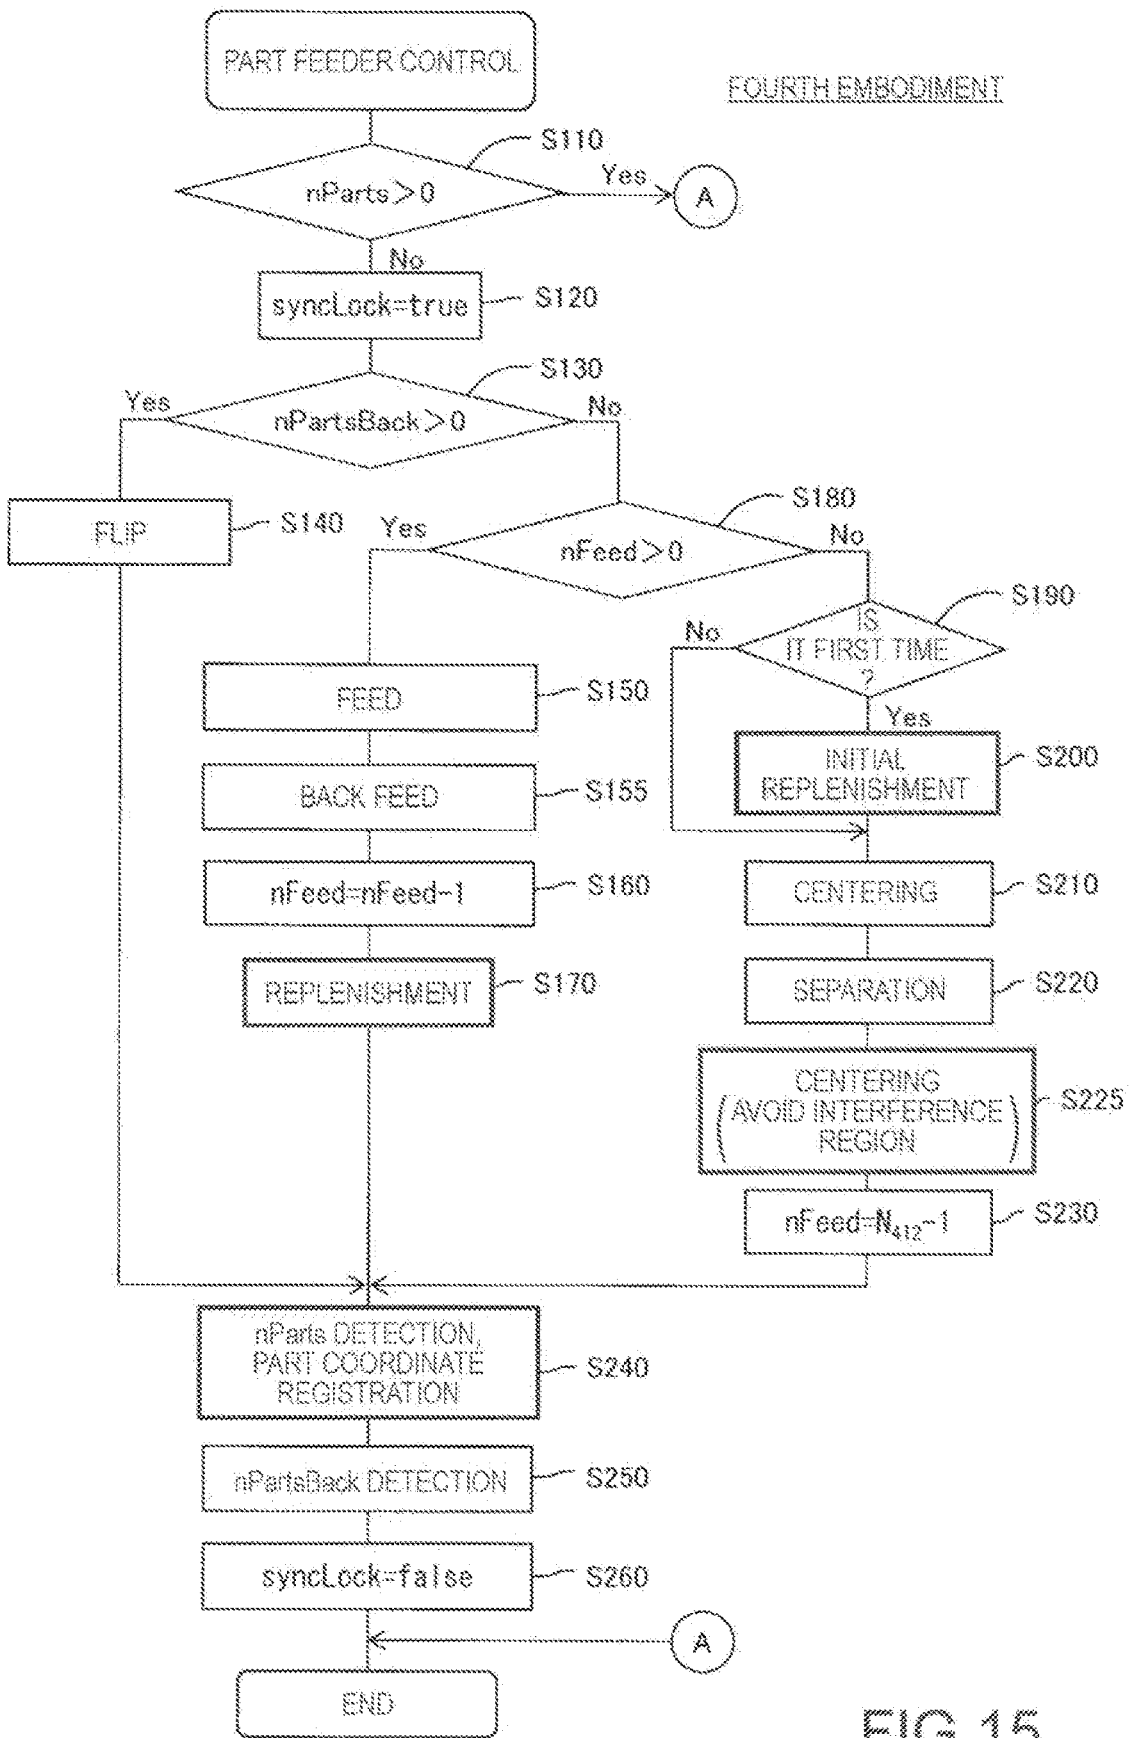 PART FEEDER CONTROL
FOURTH EMBODIMENT
S110
nParts>0
Yes
A
No
syncLock=true
S120
S130
Yes
nPartsBack>0
No
S180
FLIP
S140
Yes
nFeed>0
No
S190
No
IS
IT FIRST TIME
?
FEED
S150
Yes
INITIAL
REPLENISHMENT
S200
BACK FEED
S155
nFeed=nFeed-1
S160
CENTERING
S210
REPLENISHMENT
S170
SEPARATION
S220
CENTERING
(AVOID INTERFERENCE
REGION)
S225
nFeed=N412-1
S230
nParts DETECTION,
PART COORDINATE
REGISTRATION
S240
nPartsBack DETECTION
S250
syncLock=false
S260
A
END
FIG.15